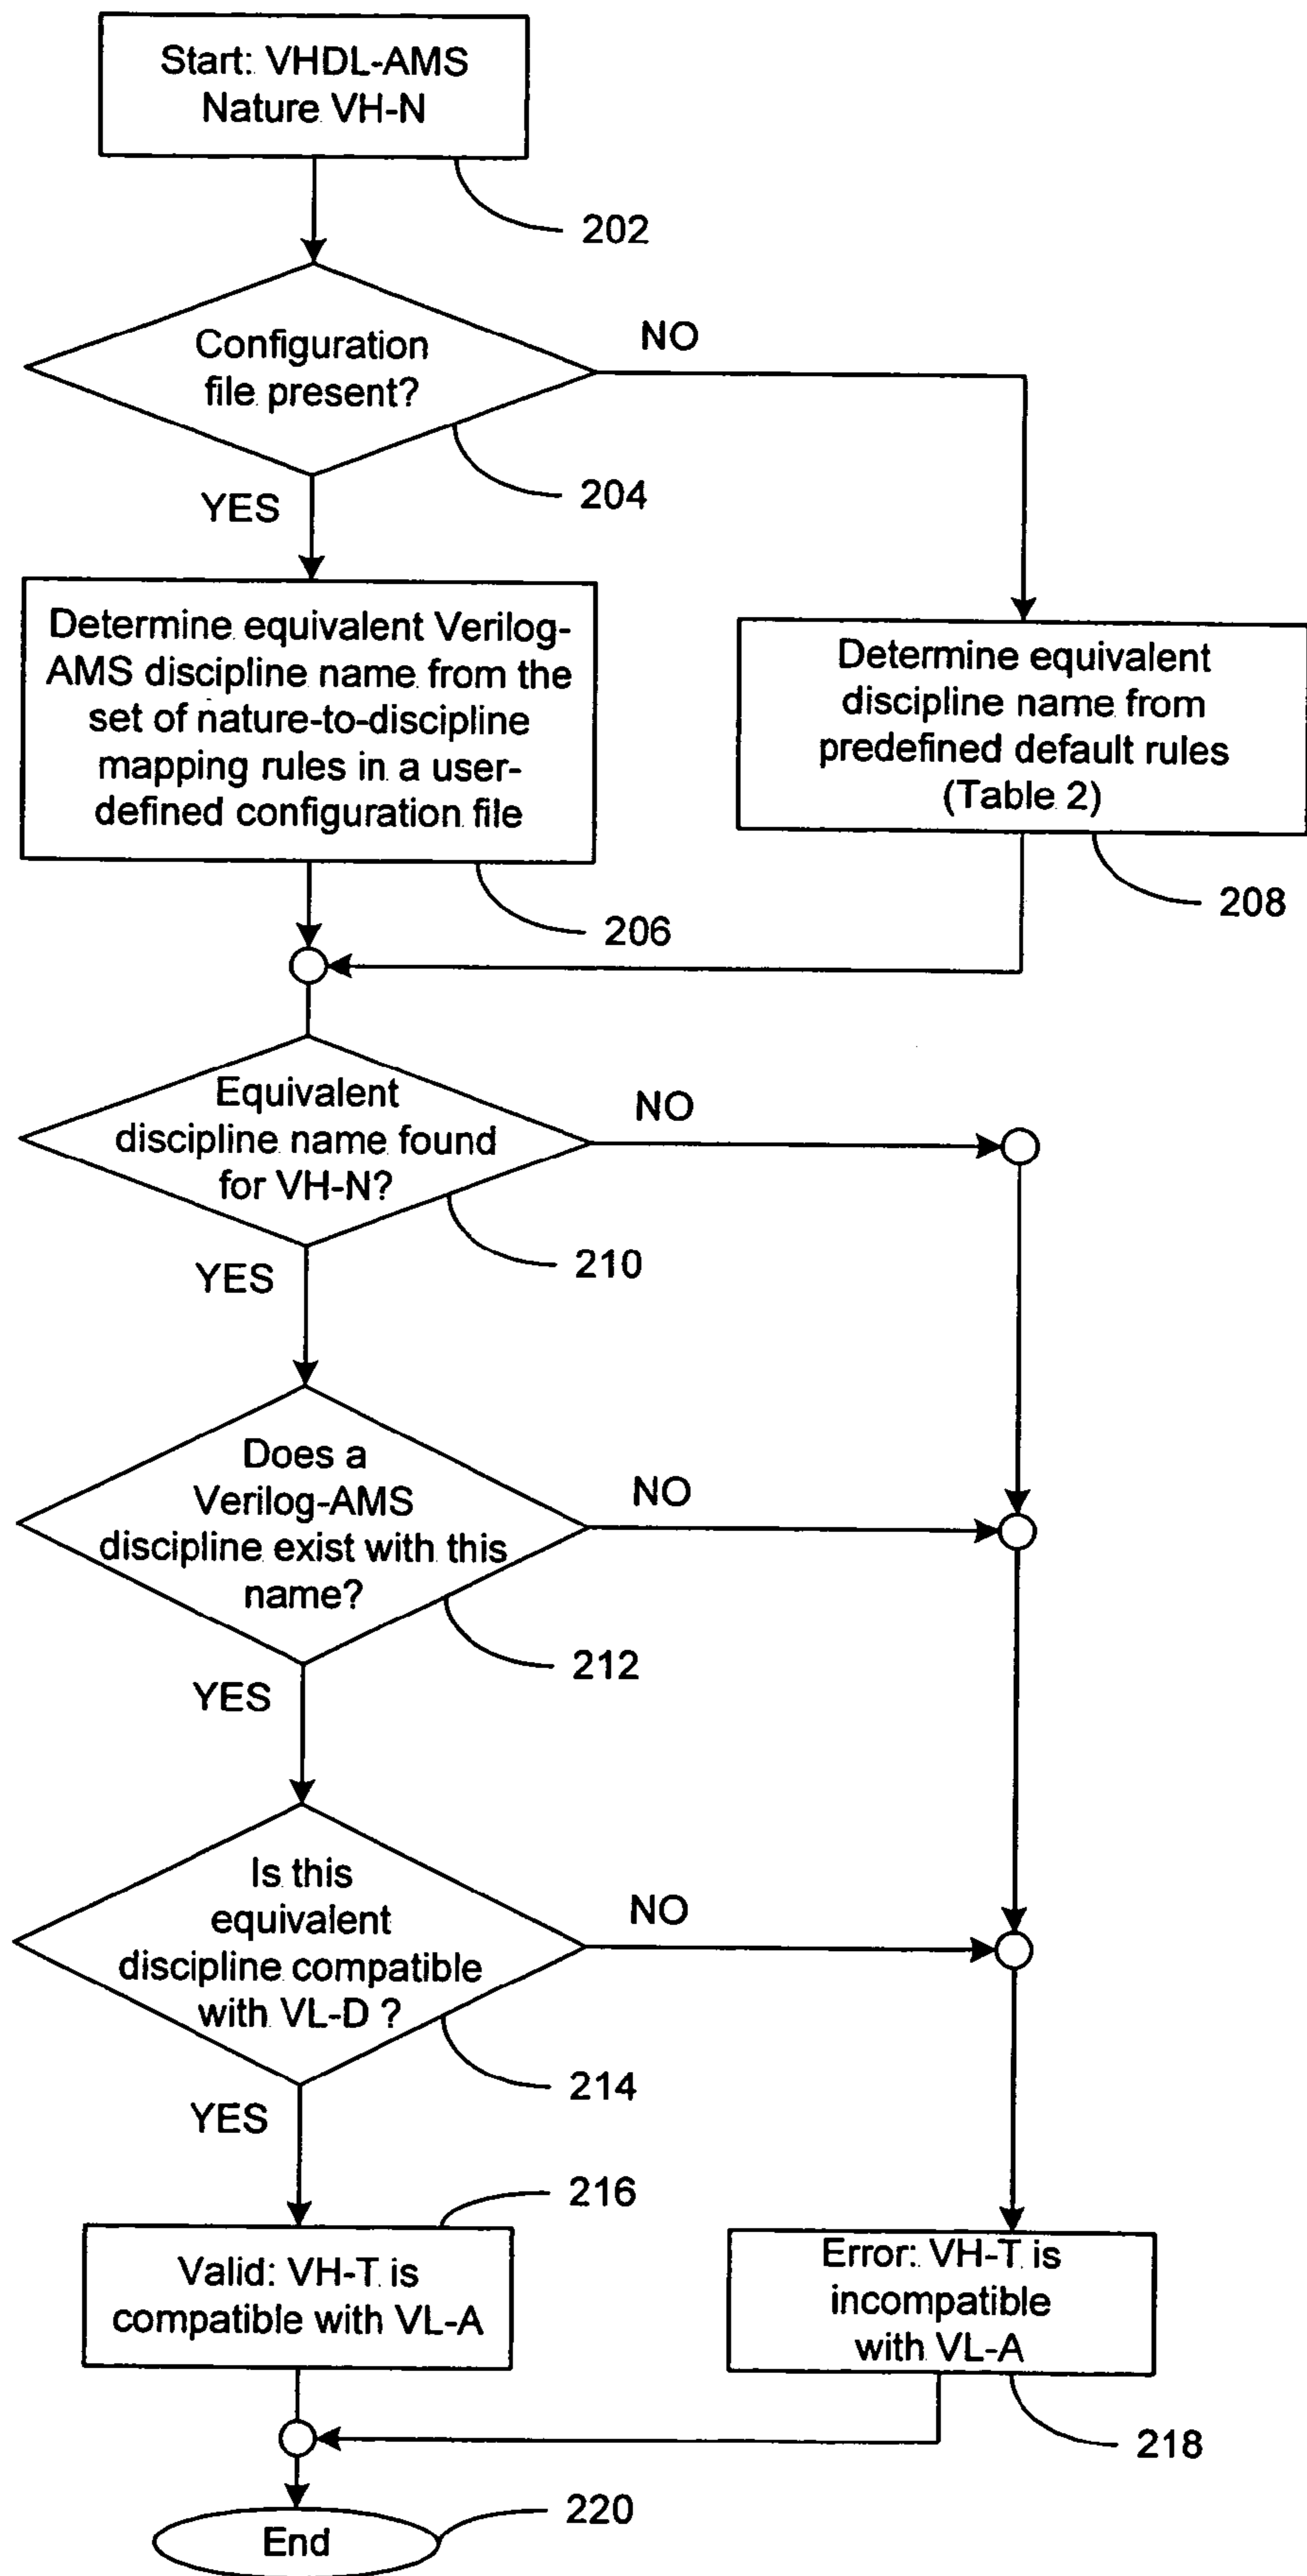 Start: VHDL-AMS
Nature VH-N
202
Configuration
file present?
NO
204
YES
Determine equivalent Verilog-
AMS discipline name from the
set of nature-to-discipline
mapping rules in a user-
defined configuration file
Determine equivalent
discipline name from
predefined default rules
(Table 2)
208
206
Equivalent
discipline name found
for VH-N?
NO
210
YES
Does a
Verilog-AMS
discipline exist with this
name?
NO
212
YES
Is this
equivalent
discipline compatible
with VL-D ?
NO
214
YES
216
Valid: VH-T is
compatible with VL-A
Error: VH-T is
incompatible
with VL-A
218
220
End